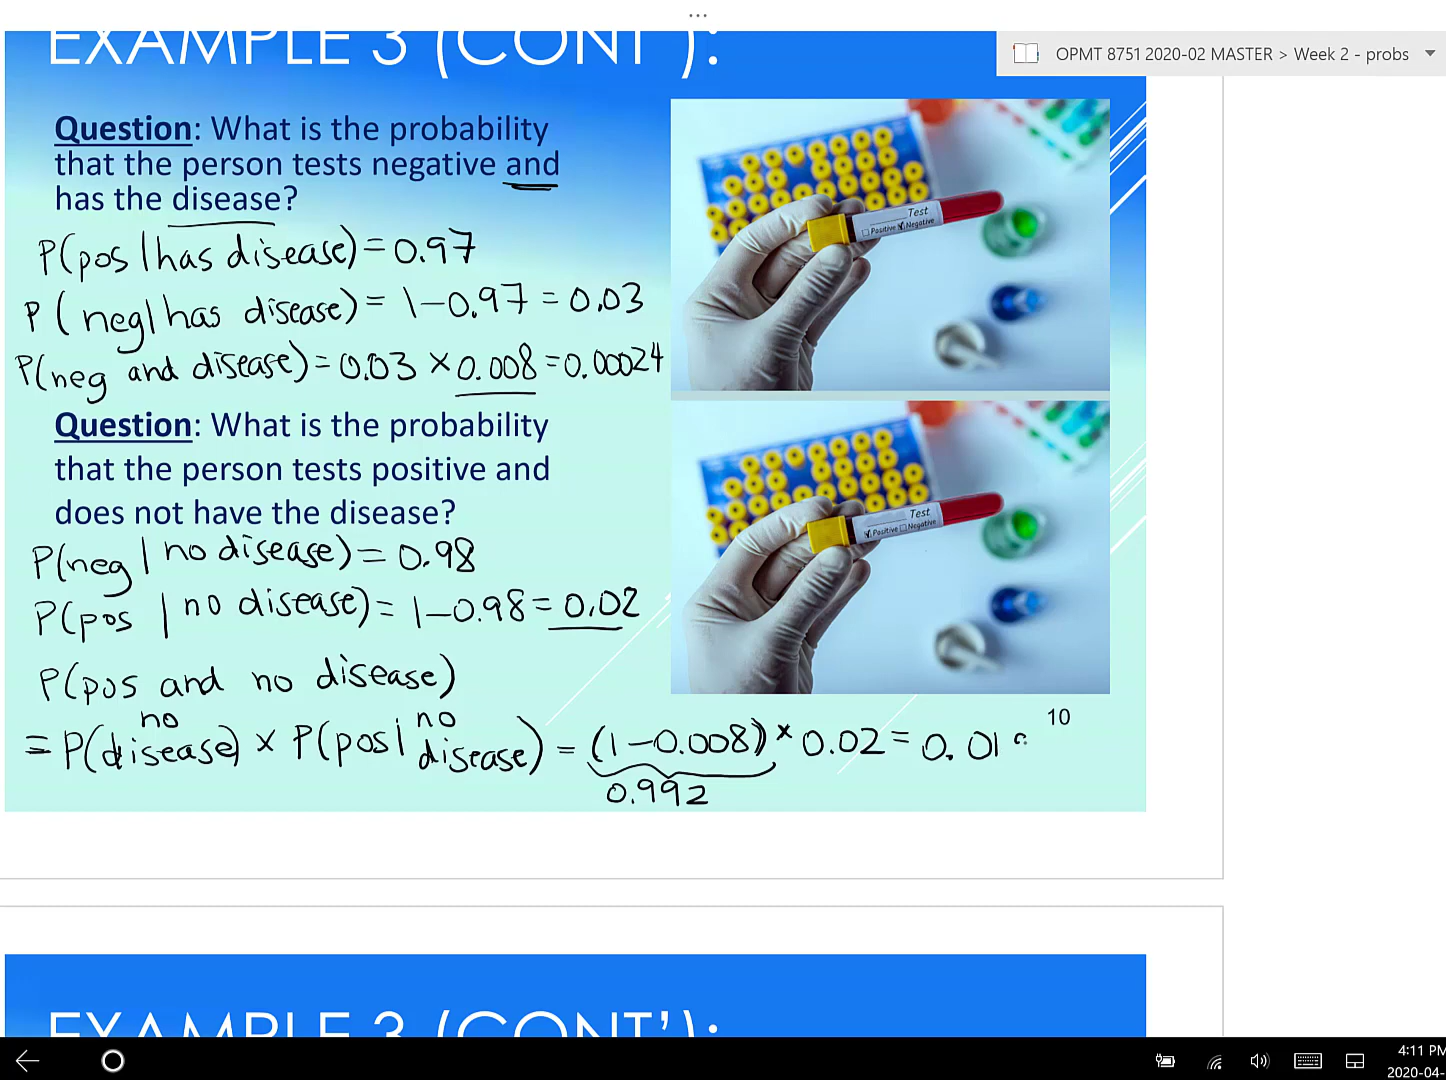 ...
EXAMPLE 3 (CONT'):
OPMT 8751 2020-02 MASTER > Week 2 - probs
Question: What is the probability
that the person tests negative and
has the disease?
P(pos | has disease) = 0.97
P(neg | has disease) = 1-0.97 = 0.03
P(neg and disease) = 0.03 × 0.008 = 0.00024
Test
Positive Negative
Question: What is the probability
that the person tests positive and
does not have the disease?
P(neg | no disease) = 0.98
P(pos | no disease) = 1-0.98 = 0.02
Test
Positive Negative
P(pos and no disease)
= P(no disease) × P(pos | no disease) = (1-0.008) × 0.02 = 0.01
0.992
10
EXAMPLE 3 (CONT'):
4:11 PM
2020-04-